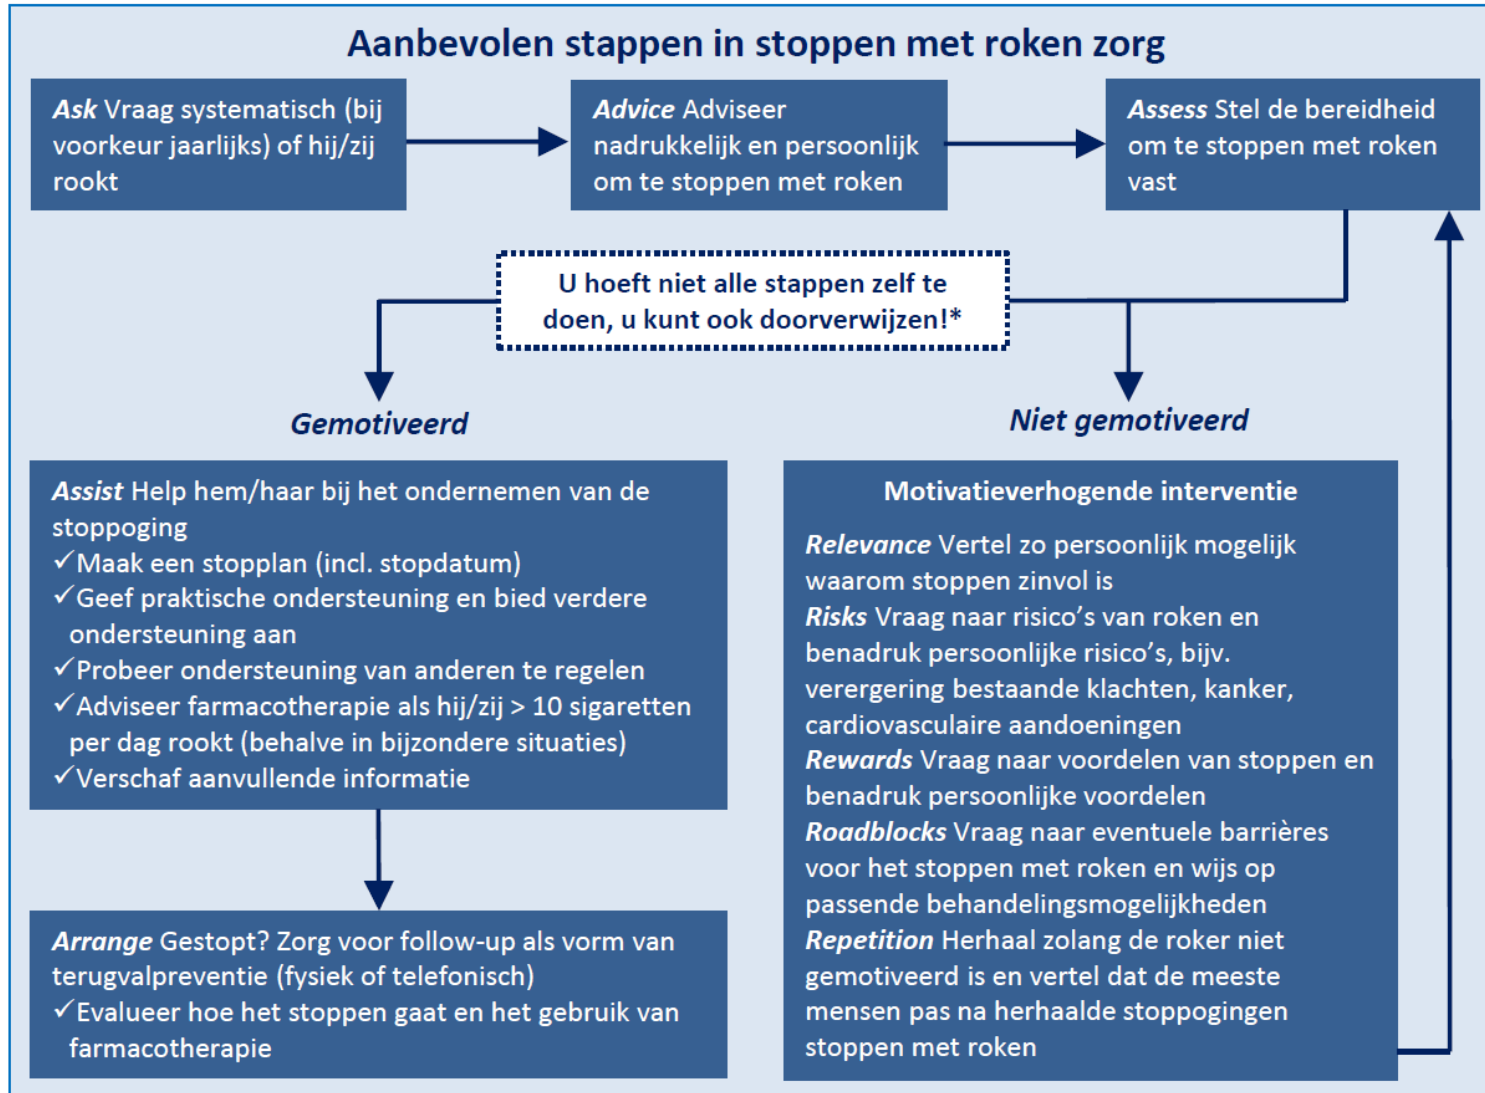 Aanbevolen stappen in stoppen met roken zorg
Ask Vraag systematisch (bij
voorkeur jaarlijks) of hij/zij
rookt
Advice Adviseer
nadrukkelijk en persoonlijk
om te stoppen met roken
Assess Stel de bereidheid
om te stoppen met roken
vast
U hoeft niet alle stappen zelf te
doen, u kunt ook doorverwijzen!*
Gemotiveerd
Niet gemotiveerd
Assist Help hem/haar bij het ondernemen van de
stoppoging
✓Maak een stopplan (incl. stopdatum)
✓Geef praktische ondersteuning en bied verdere
ondersteuning aan
✓Probeer ondersteuning van anderen te regelen
✓Adviseer farmacotherapie als hij/zij > 10 sigaretten
per dag rookt (behalve in bijzondere situaties)
✓Verschaf aanvullende informatie
Arrange Gestopt? Zorg voor follow-up als vorm van
terugvalpreventie (fysiek of telefonisch)
✓Evalueer hoe het stoppen gaat en het gebruik van
farmacotherapie
Motivatieverhogende interventie
Relevance Vertel zo persoonlijk mogelijk
waarom stoppen zinvol is
Risks Vraag naar risico’s van roken en
benadruk persoonlijke risico’s, bijv.
verergering bestaande klachten, kanker,
cardiovasculaire aandoeningen
Rewards Vraag naar voordelen van stoppen en
benadruk persoonlijke voordelen
Roadblocks Vraag naar eventuele barrières
voor het stoppen met roken en wijs op
passende behandelingsmogelijkheden
Repetition Herhaal zolang de roker niet
gemotiveerd is en vertel dat de meeste
mensen pas na herhaalde stoppogingen
stoppen met roken